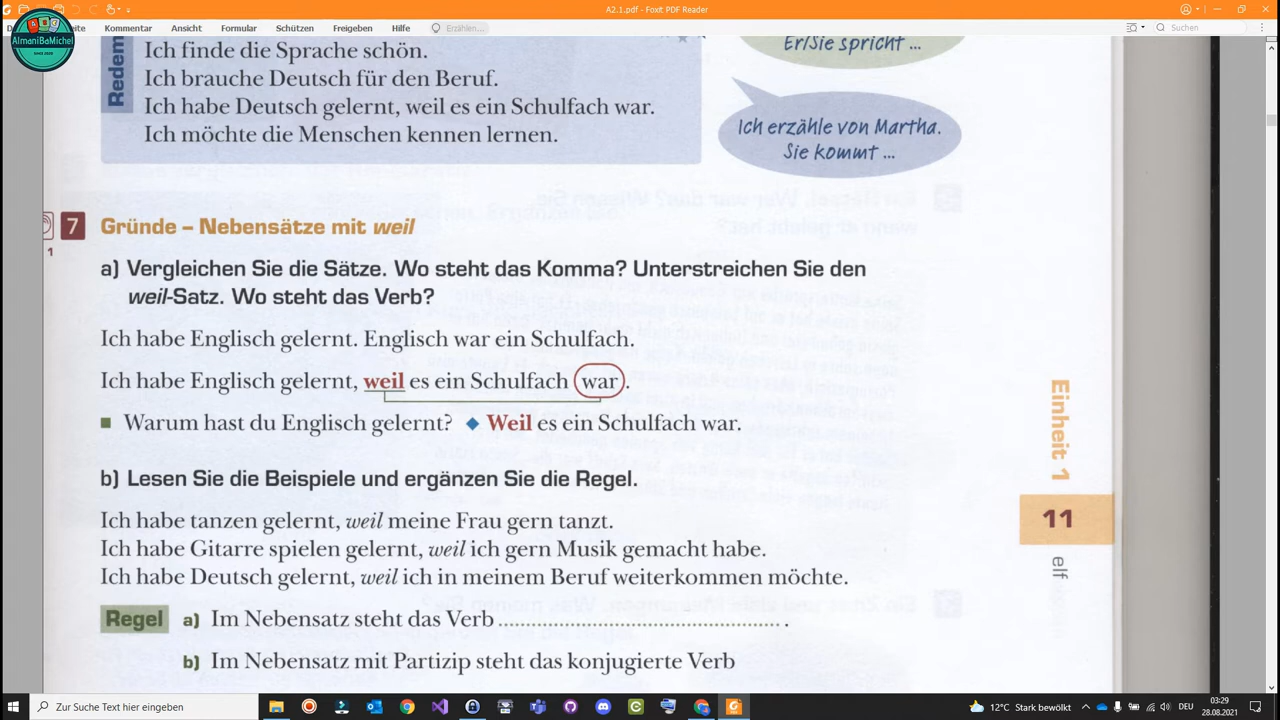 A2.1.pdf - Foxit PDF Reader
Kommentar Ansicht Formular Schützen Freigeben Hilfe Erzählen... Suchen
AlmaniBaMichel
SINCE 2020
Redem
Ich finde die Sprache schön.
Ich brauche Deutsch für den Beruf.
Ich habe Deutsch gelernt, weil es ein Schulfach war.
Ich möchte die Menschen kennen lernen.
Er/Sie spricht ...
Ich erzähle von Martha.
Sie kommt ...
1
7 Gründe – Nebensätze mit weil
a) Vergleichen Sie die Sätze. Wo steht das Komma? Unterstreichen Sie den
weil-Satz. Wo steht das Verb?
Ich habe Englisch gelernt. Englisch war ein Schulfach.
Ich habe Englisch gelernt, weil es ein Schulfach war.
Warum hast du Englisch gelernt? Weil es ein Schulfach war.
b) Lesen Sie die Beispiele und ergänzen Sie die Regel.
Ich habe tanzen gelernt, weil meine Frau gern tanzt.
Ich habe Gitarre spielen gelernt, weil ich gern Musik gemacht habe.
Ich habe Deutsch gelernt, weil ich in meinem Beruf weiterkommen möchte.
Regel a) Im Nebensatz steht das Verb .............................................. .
b) Im Nebensatz mit Partizip steht das konjugierte Verb
Einheit 1
11
elf
Zur Suche Text hier eingeben
12°C Stark bewölkt
DEU
03:29
28.08.2021